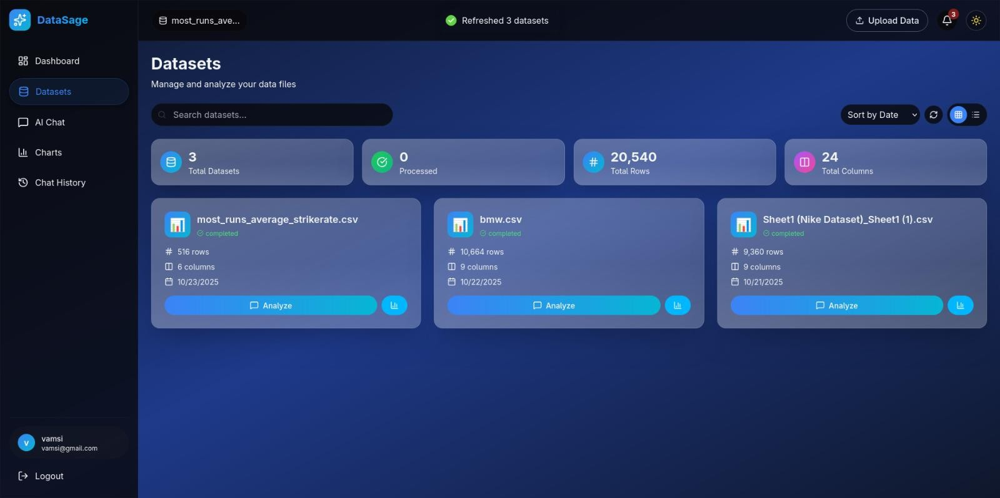 DataSage
most_runs_ave...
Refreshed 3 datasets
Upload Data
3
Dashboard
Datasets
AI Chat
Charts
Chat History
vamsi
v
vamsi@gmail.com
Logout
Datasets
Manage and analyze your data files
Search datasets...
Sort by Date
3
Total Datasets
0
Processed
20,540
Total Rows
24
Total Columns
most_runs_average_strikerate.csv
completed
516 rows
6 columns
10/23/2025
Analyze
bmw.csv
completed
10,664 rows
9 columns
10/22/2025
Analyze
Sheet1 (Nike Dataset)_Sheet1 (1).csv
completed
9,360 rows
9 columns
10/21/2025
Analyze